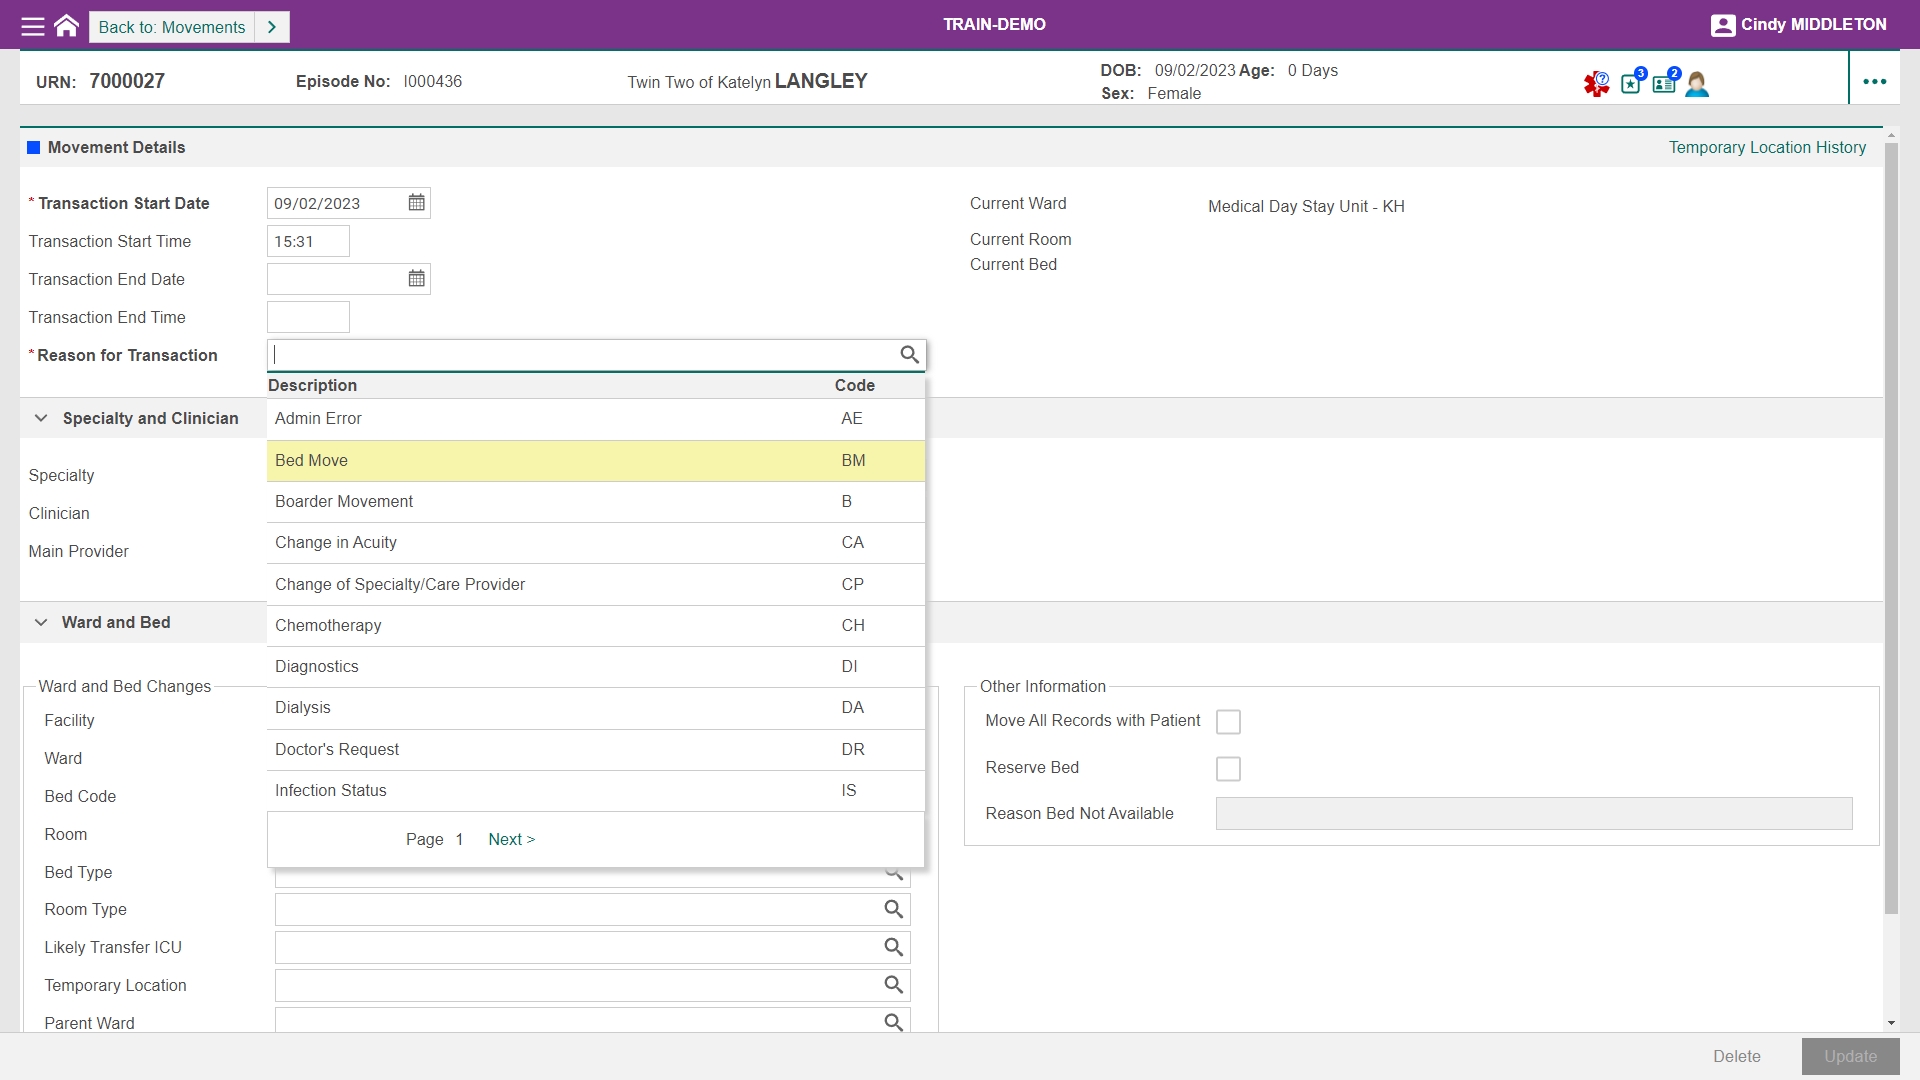 Back to: Movements
TRAIN-DEMO
Cindy MIDDLETON
URN: 7000027
Episode No: I000436
Twin Two of Katelyn LANGLEY
DOB: 09/02/2023 Age: 0 Days
Sex: Female
3
2
Movement Details
Temporary Location History
* Transaction Start Date 09/02/2023
Current Ward Medical Day Stay Unit - KH
Transaction Start Time 15:31
Current Room
Transaction End Date
Current Bed
Transaction End Time
* Reason for Transaction
Description Code
Specialty and Clinician
Admin Error AE
Bed Move BM
Specialty
Boarder Movement B
Clinician
Change in Acuity CA
Main Provider
Change of Specialty/Care Provider CP
Ward and Bed
Chemotherapy CH
Diagnostics DI
Ward and Bed Changes
Other Information
Dialysis DA
Facility
Move All Records with Patient
Doctor's Request DR
Ward
Reserve Bed
Infection Status IS
Bed Code
Reason Bed Not Available
Room
Page 1 Next >
Bed Type
Room Type
Likely Transfer ICU
Temporary Location
Parent Ward
Delete
Update